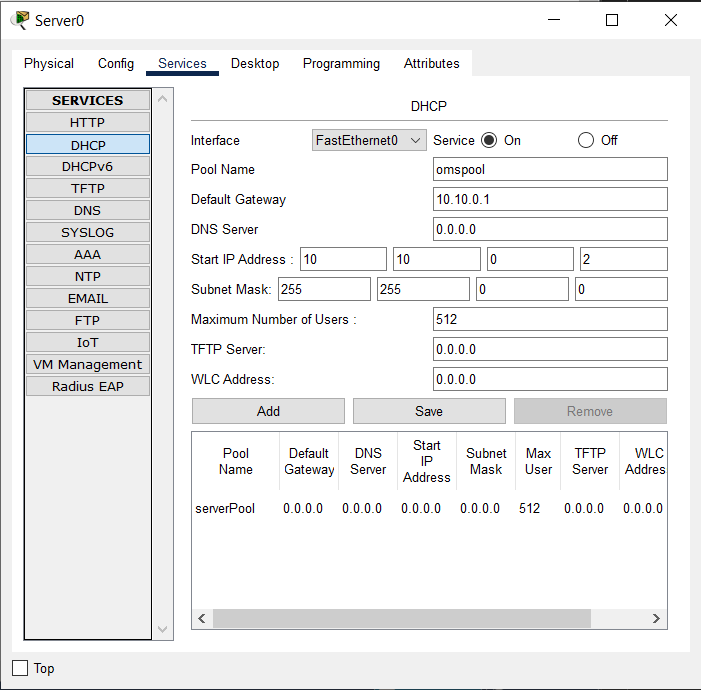 Server0
Physical Config Services Desktop Programming Attributes
SERVICES
HTTP
DHCP
DHCPv6
TFTP
DNS
SYSLOG
AAA
NTP
EMAIL
FTP
IoT
VM Management
Radius EAP
DHCP
Interface FastEthernet0 Service On Off
Pool Name omspool
Default Gateway 10.10.0.1
DNS Server 0.0.0.0
Start IP Address : 10 10 0 2
Subnet Mask: 255 255 0 0
Maximum Number of Users : 512
TFTP Server: 0.0.0.0
WLC Address: 0.0.0.0
Add Save Remove
Pool Name Default Gateway DNS Server Start IP Address Subnet Mask Max User TFTP Server WLC Addres
serverPool 0.0.0.0 0.0.0.0 0.0.0.0 0.0.0.0 512 0.0.0.0 0.0.0.0
Top